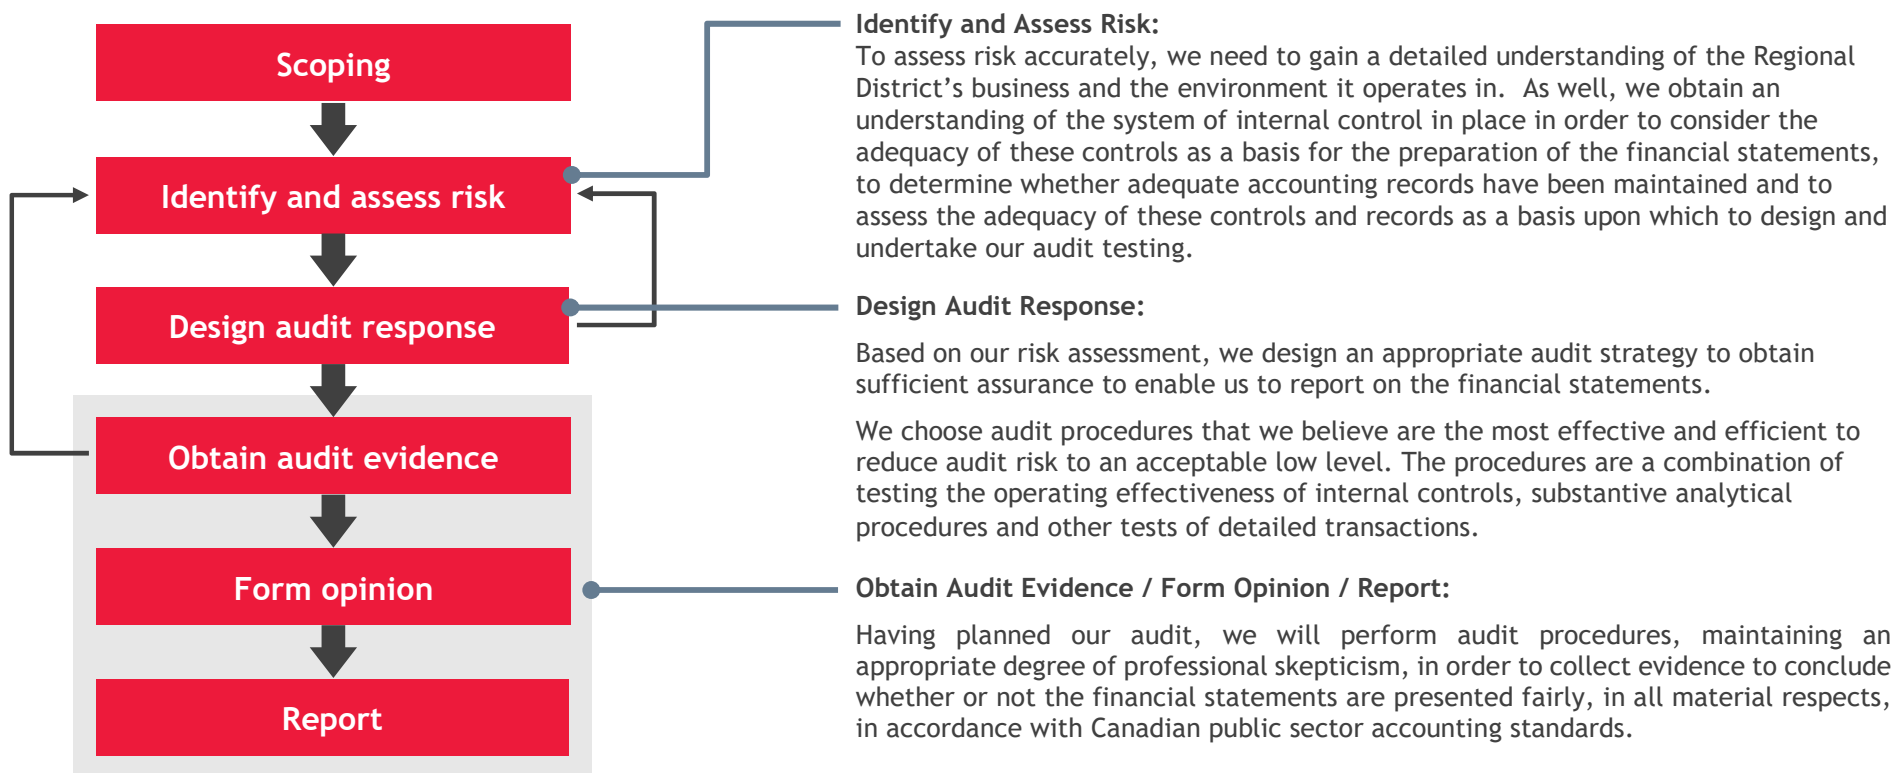 Scoping
Identify and assess risk
Design audit response
Obtain audit evidence
Form opinion
Report
Identify and Assess Risk:
To assess risk accurately, we need to gain a detailed understanding of the Regional
District’s business and the environment it operates in.  As well, we obtain an
understanding of the system of internal control in place in order to consider the
adequacy of these controls as a basis for the preparation of the financial statements,
to determine whether adequate accounting records have been maintained and to
assess the adequacy of these controls and records as a basis upon which to design and
undertake our audit testing.
Design Audit Response:
Based on our risk assessment, we design an appropriate audit strategy to obtain
sufficient assurance to enable us to report on the financial statements.
We choose audit procedures that we believe are the most effective and efficient to
reduce audit risk to an acceptable low level. The procedures are a combination of
testing the operating effectiveness of internal controls, substantive analytical
procedures and other tests of detailed transactions.
Obtain Audit Evidence / Form Opinion / Report:
Having planned our audit, we will perform audit procedures, maintaining an
appropriate degree of professional skepticism, in order to collect evidence to conclude
whether or not the financial statements are presented fairly, in all material respects,
in accordance with Canadian public sector accounting standards.